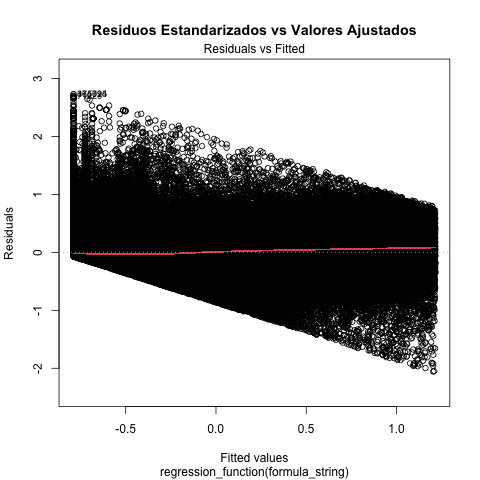 Residuos Estandarizados vs Valores Ajustados
Residuals vs Fitted
3
2
1
0
-1
-2
Residuals
-0.5
0.0
0.5
1.0
Fitted values
regression_function(formula_string)